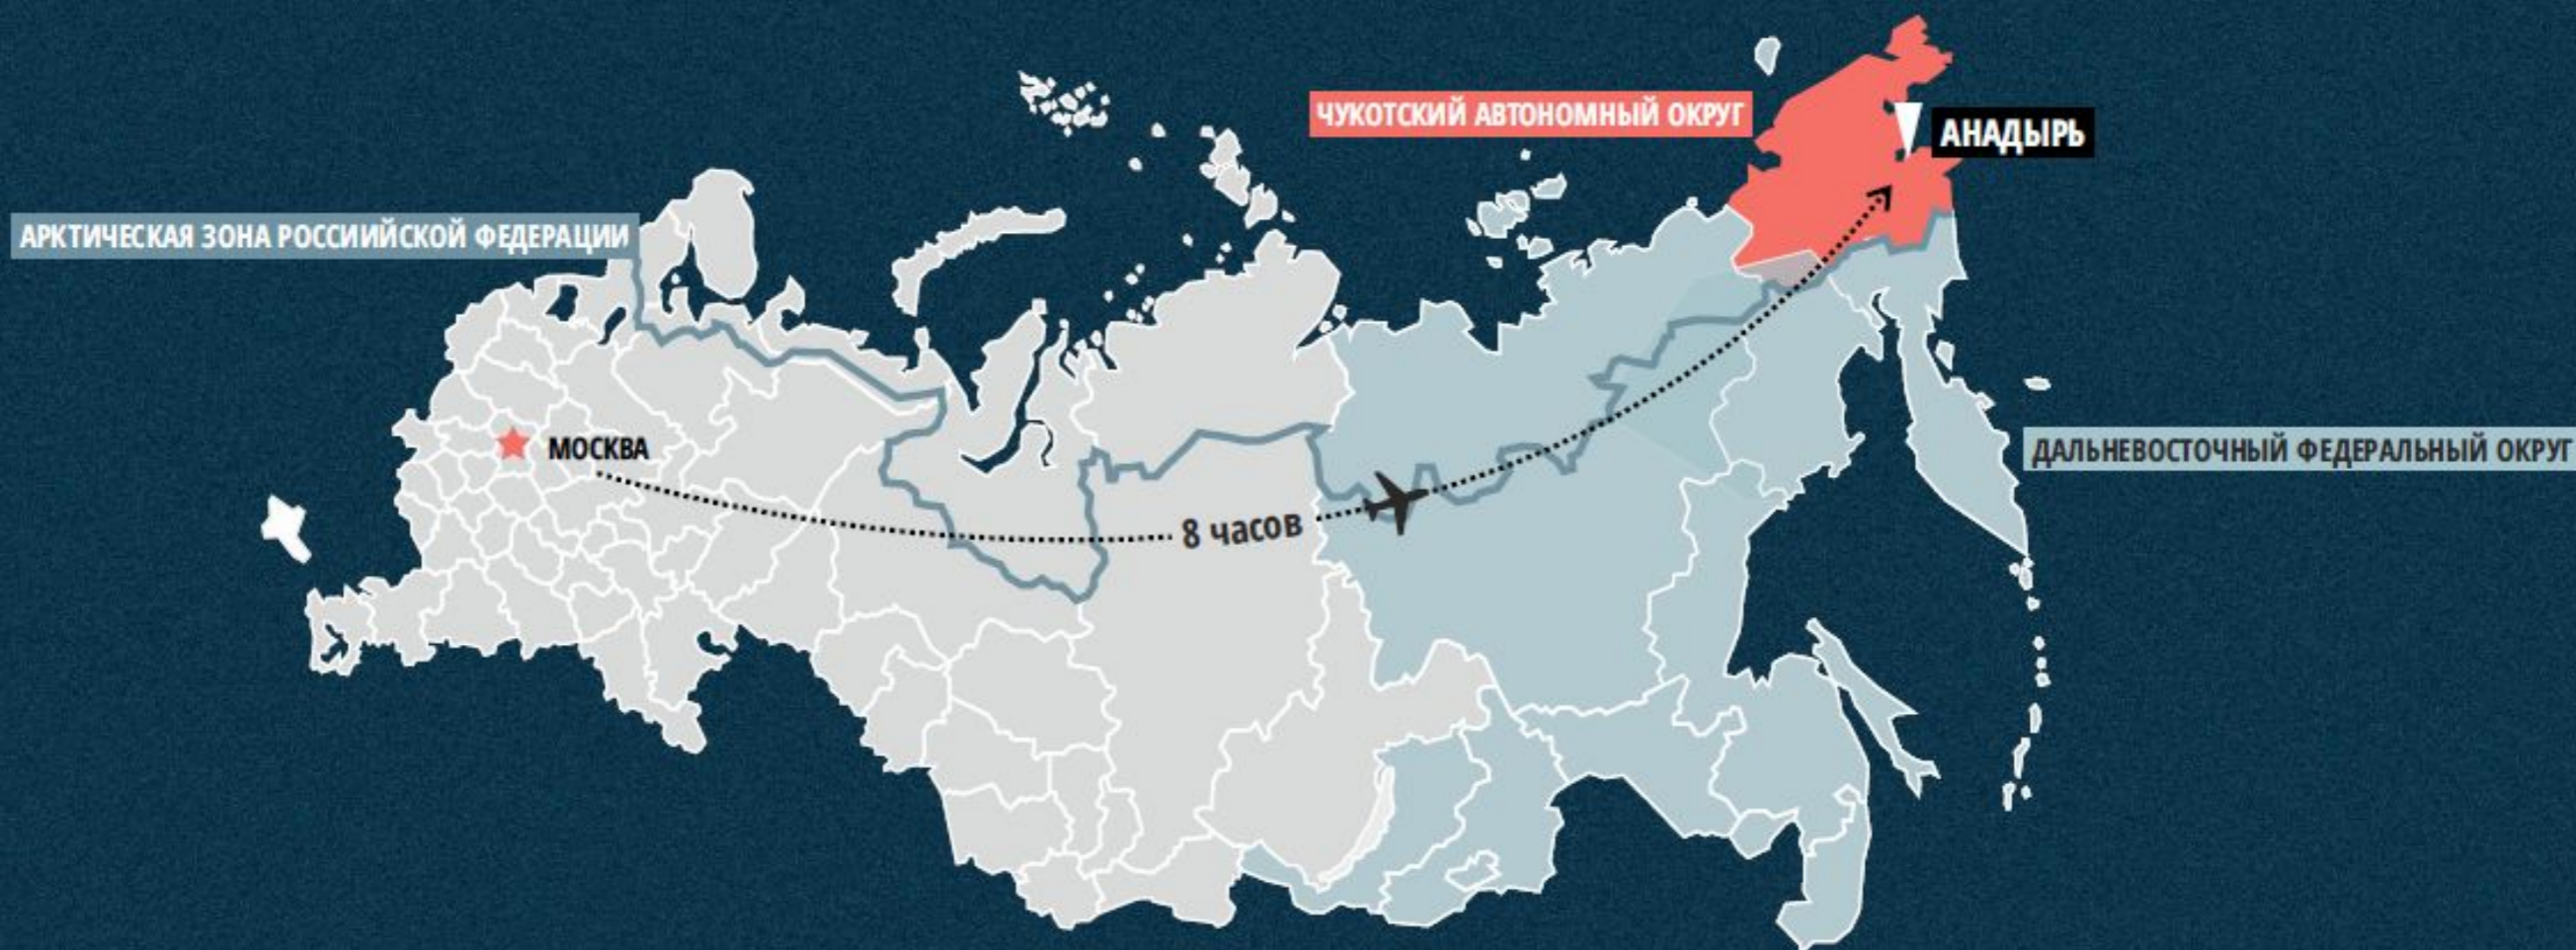 ЧУКОТСКИЙ АВТОНОМНЫЙ ОКРУГ
АНАДЫРЬ
АРКТИЧЕСКАЯ ЗОНА РОССИИЙСКОЙ ФЕДЕРАЦИИ
МОСКВА
ДАЛЬНЕВОСТОЧНЫЙ ФЕДЕРАЛЬНЫЙ ОКРУГ
8 часов